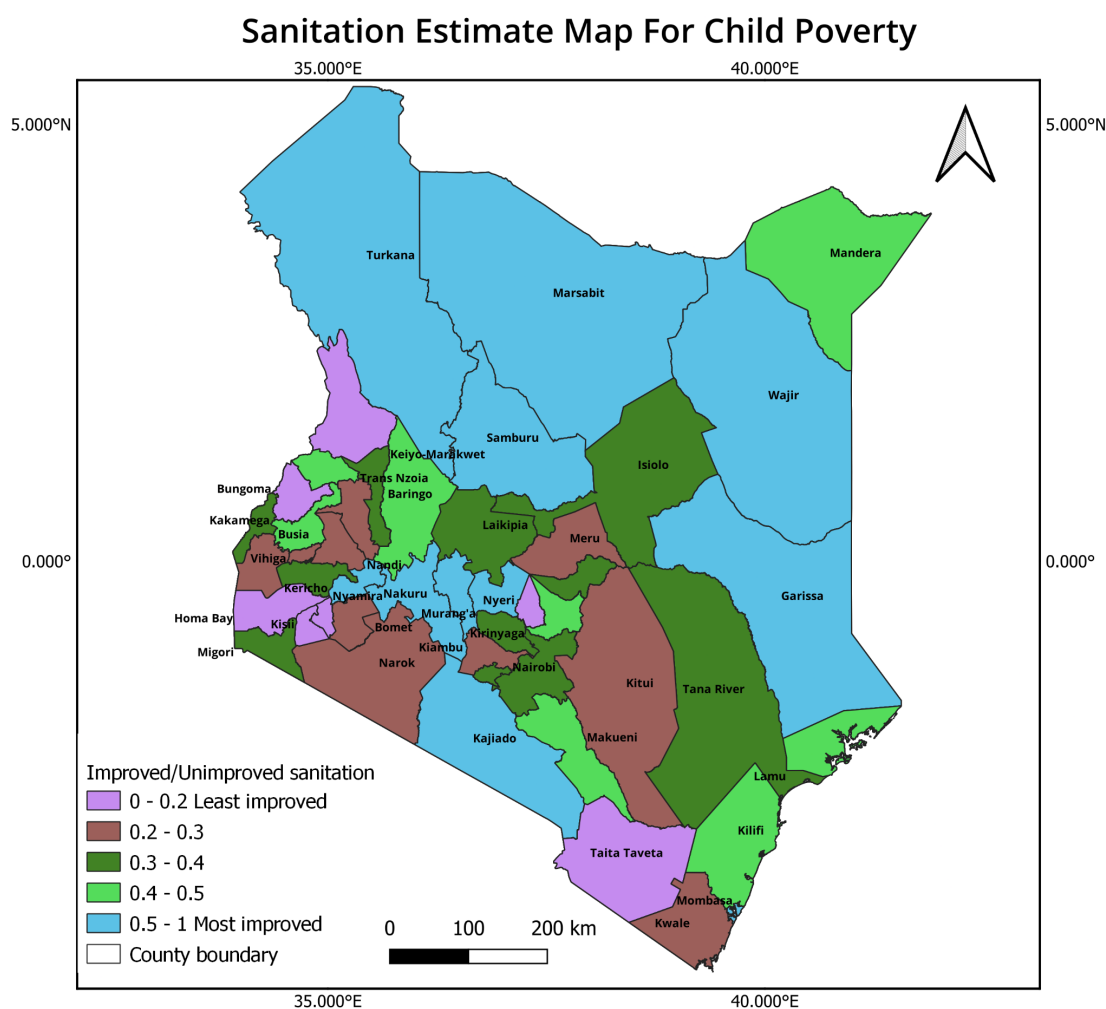 Sanitation Estimate Map For Child Poverty
35.000°E 40.000°E
5.000°N 5.000°N
Mandera
Turkana
Marsabit
Wajir
Samburu
Keiyo-Marakwet
Isiolo
Trans Nzoia
Bungoma
Baringo
Kakamega
Laikipia
Busia
Meru
Vihiga
0.000° 0.000°
Nandi
Kericho
Nyamira
Nakuru
Garissa
Nyeri
Murang'a
Homa Bay
Kisii
Bomet
Kirinyaga
Kiambu
Migori
Narok
Nairobi
Kitui
Tana River
Kajiado
Makueni
Lamu
Improved/Unimproved sanitation
0 - 0.2 Least improved
0.2 - 0.3
0.3 - 0.4
0.4 - 0.5
0.5 - 1 Most improved
County boundary
Kilifi
Taita Taveta
Mombasa
Kwale
0 100 200 km
35.000°E 40.000°E